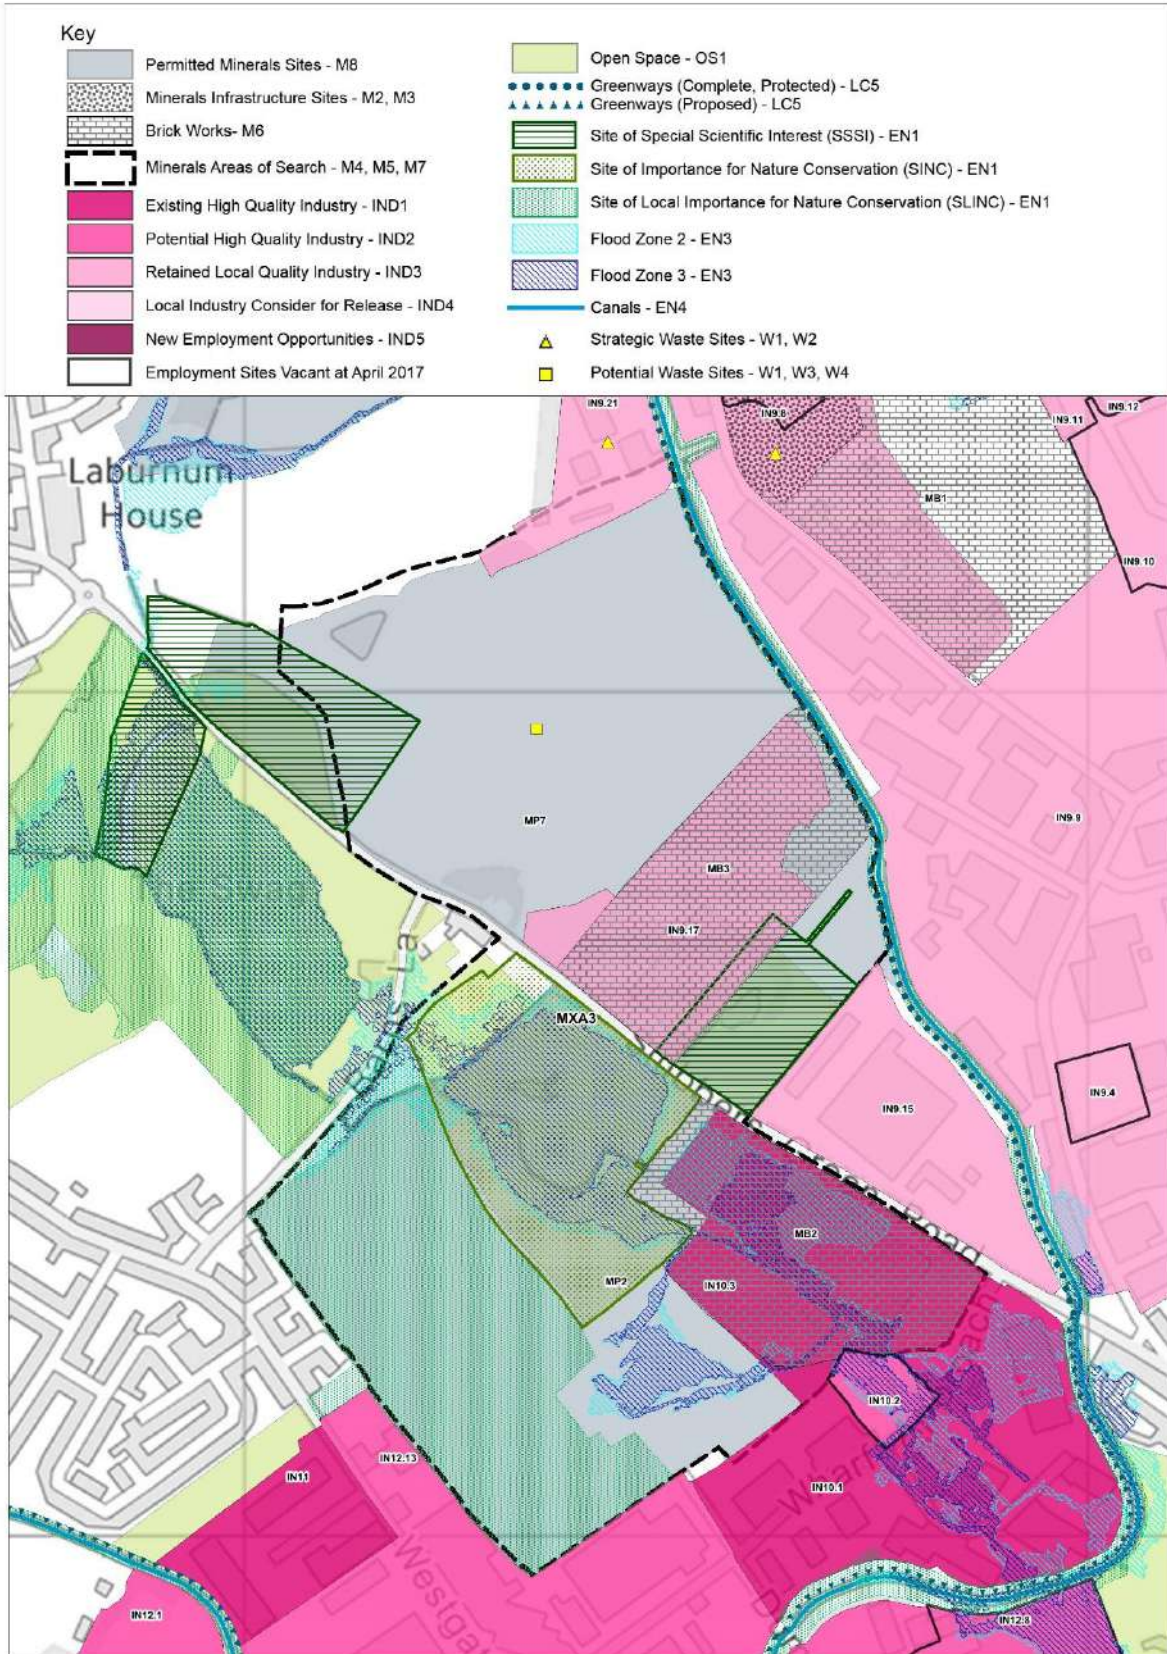 Key
Permitted Minerals Sites - M8
Minerals Infrastructure Sites - M2, M3
Brick Works- M6
Minerals Areas of Search - M4, M5, M7
Existing High Quality Industry - IND1
Potential High Quality Industry - IND2
Retained Local Quality Industry - IND3
Local Industry Consider for Release - IND4
New Employment Opportunities - IND5
Employment Sites Vacant at April 2017
Open Space - OS1
Greenways (Complete, Protected) - LC5
Greenways (Proposed) - LC5
Site of Special Scientific Interest (SSSI) - EN1
Site of Importance for Nature Conservation (SINC) - EN1
Site of Local Importance for Nature Conservation (SLINC) - EN1
Flood Zone 2 - EN3
Flood Zone 3 - EN3
Canals - EN4
Strategic Waste Sites - W1, W2
Potential Waste Sites - W1, W3, W4
IN9.21
IN9.8
IN9.12
IN9.11
Laburnum
House
MB1
IN9.10
MP7
IN9.9
MB3
IN9.17
MXA3
IN9.4
IN9.15
MB2
MP2
IN10.3
IN10.2
IN12.13
IN11
IN10.1
Westgat
IN12.1
IN12.8